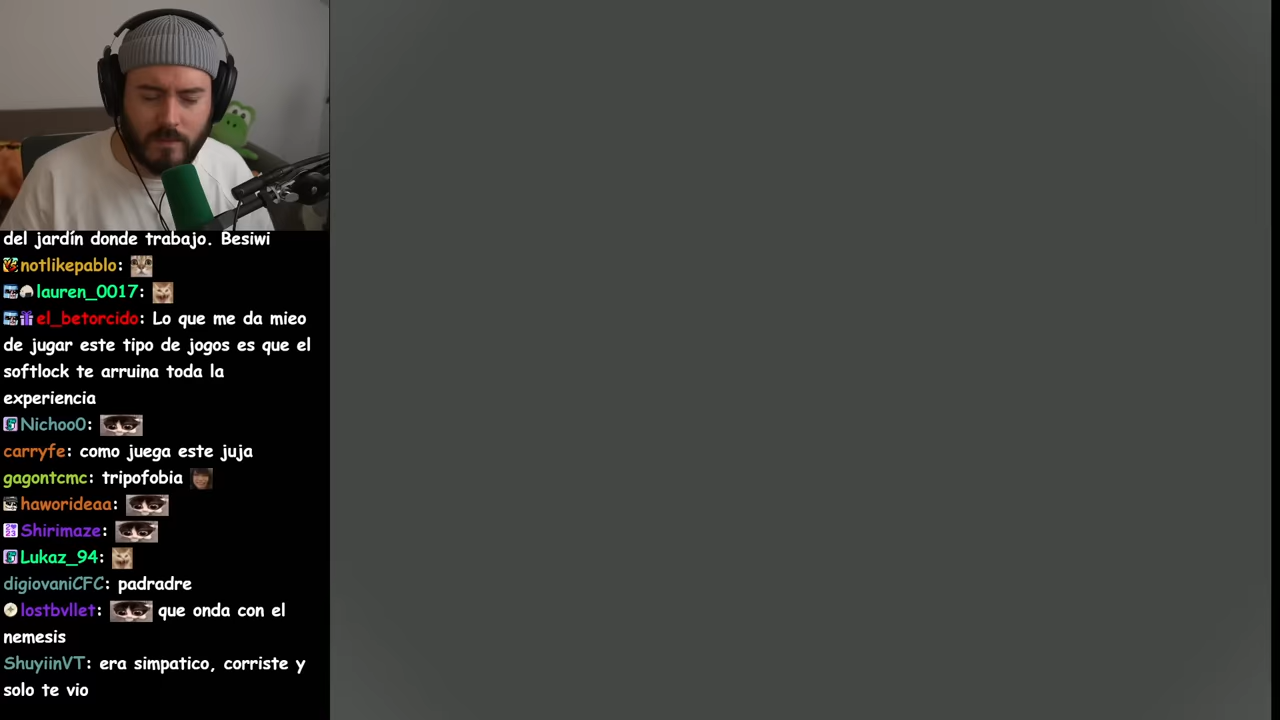 del jardín donde trabajo. Besiwi
notlikepablo:
lauren_0017:
el_betorcido: Lo que me da mieo
de jugar este tipo de jogos es que el
softlock te arruina toda la
experiencia
Nichoo0:
carryfe: como juega este juja
gagontcmc: tripofobia
haworideaa:
Shirimaze:
Lukaz_94:
digiovaniCFC: padradre
lostbvllet: que onda con el
nemesis
ShuyiinVT: era simpatico, corriste y
solo te vio